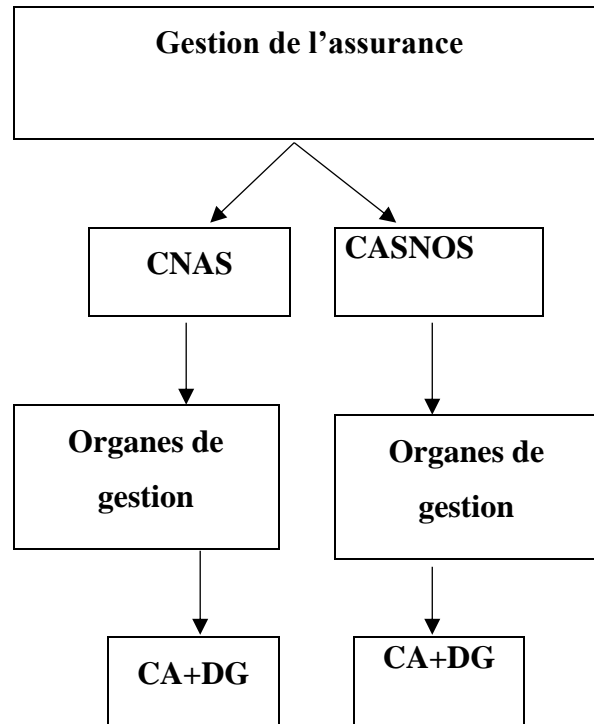 Gestion de l’assurance
CNAS
CASNOS
Organes de
gestion
Organes de
gestion
CA+DG
CA+DG